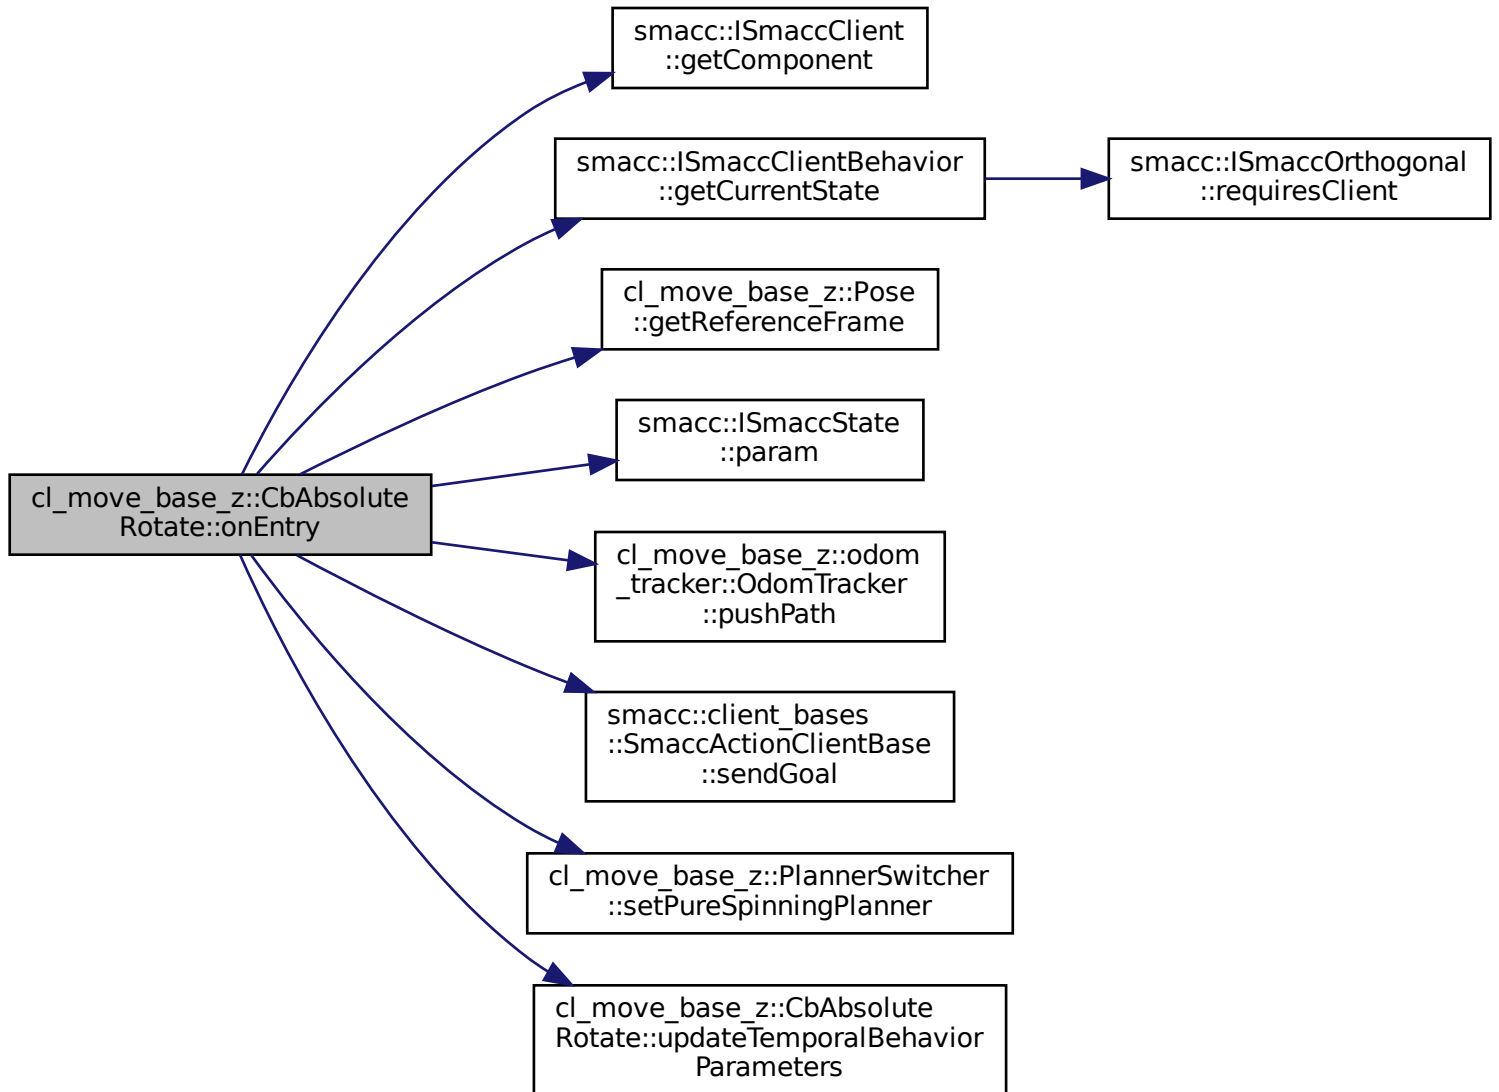 smacc::ISmaccClient
::getComponent
smacc::ISmaccClientBehavior
::getCurrentState
smacc::ISmaccOrthogonal
::requiresClient
cl_move_base_z::Pose
::getReferenceFrame
smacc::ISmaccState
::param
cl_move_base_z::CbAbsolute
Rotate::onEntry
cl_move_base_z::odom
_tracker::OdomTracker
::pushPath
smacc::client_bases
::SmaccActionClientBase
::sendGoal
cl_move_base_z::PlannerSwitcher
::setPureSpinningPlanner
cl_move_base_z::CbAbsolute
Rotate::updateTemporalBehavior
Parameters